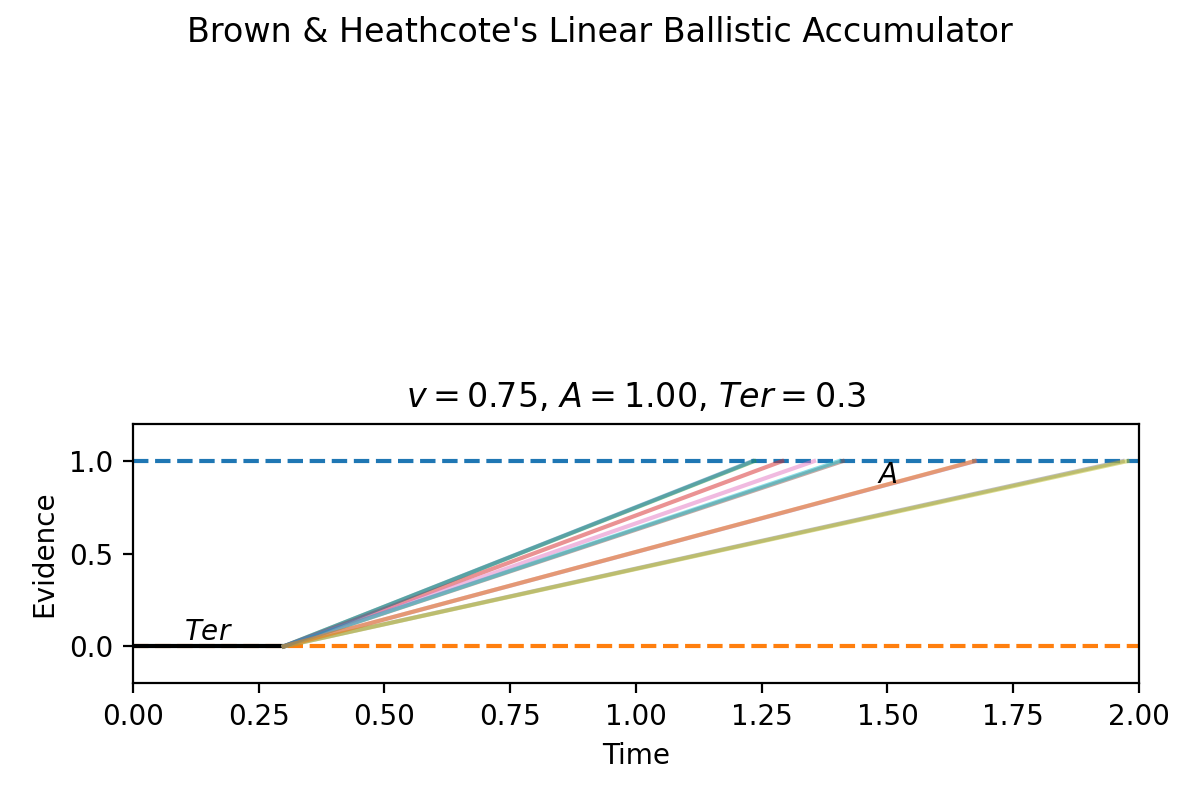 Brown & Heathcote's Linear Ballistic Accumulator
v = 0.75, A = 1.00, Ter = 0.3
1.0
A
0.5
Evidence
Ter
0.0
0.00 0.25 0.50 0.75 1.00 1.25 1.50 1.75 2.00
Time